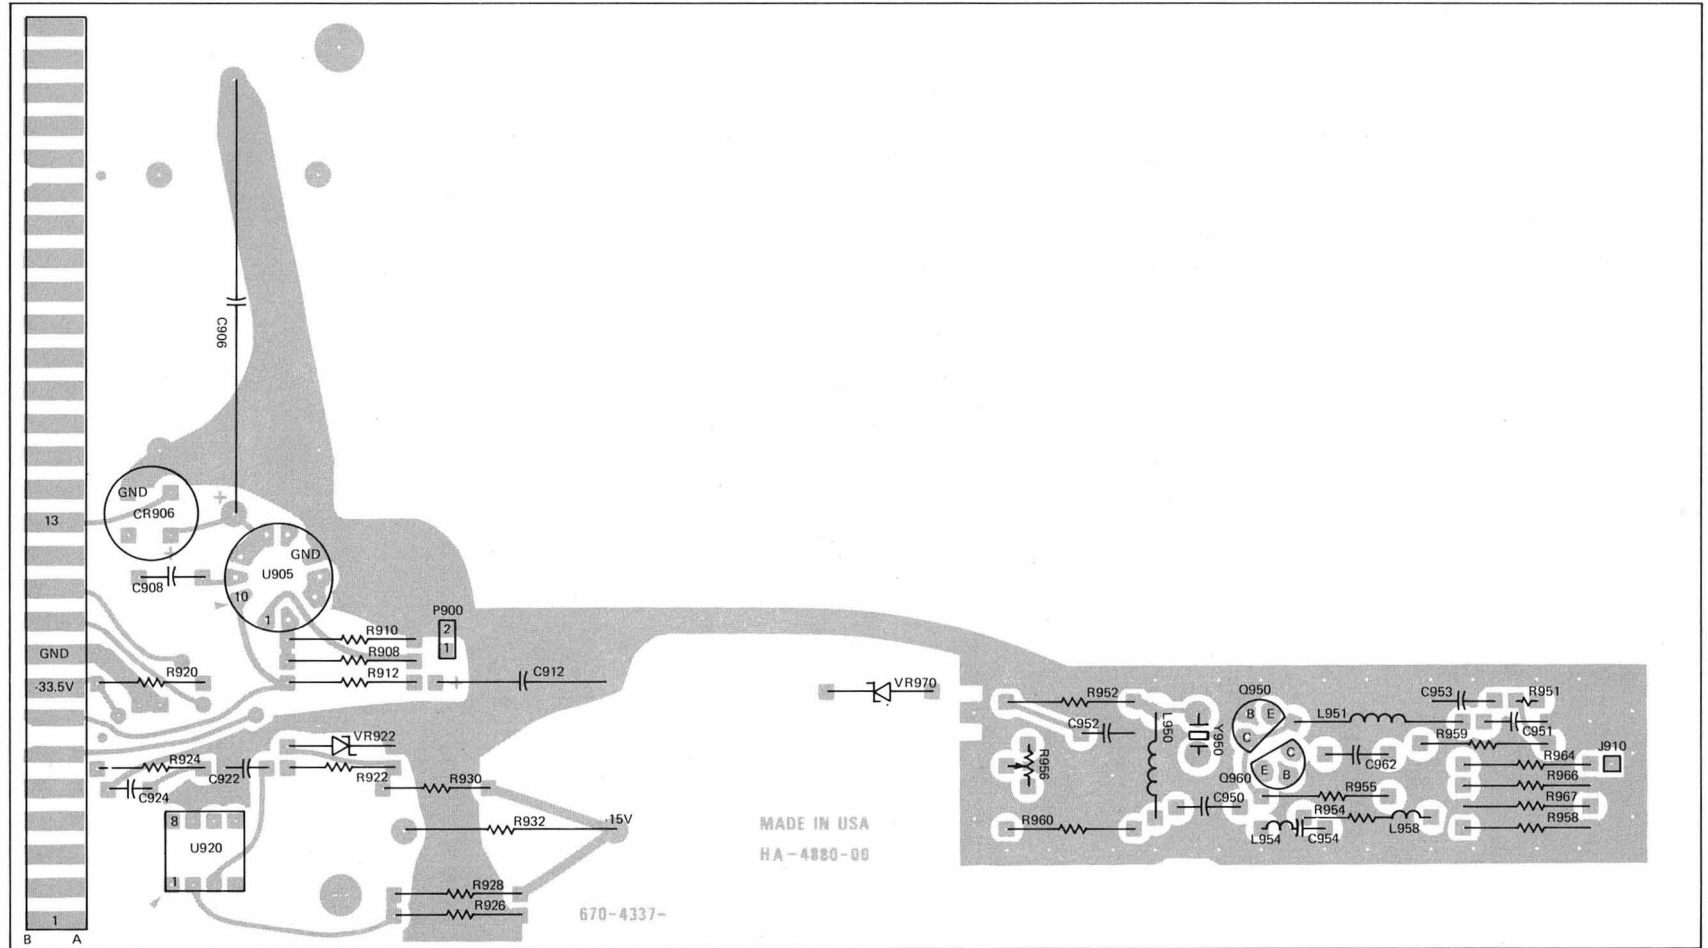 C906
GND
CR906
13
GND
U905
10
1
C908
P900
2
1
R910
R908
R912
C912
GND
-33.5V
R920
VR922
R922
R924
C922
C924
R930
R932
-15V
8
U920
1
R928
R926
1
B A
MADE IN USA
HA-4880-00
670-4337-
VR970
R952
C952
L950
Y960
R956
R960
C950
Q950
B E
C
C
E B
Q960
L951
C953
R951
C951
R959
C962
R964
J910
R966
R955
R967
R954
L958
R958
L954
C954